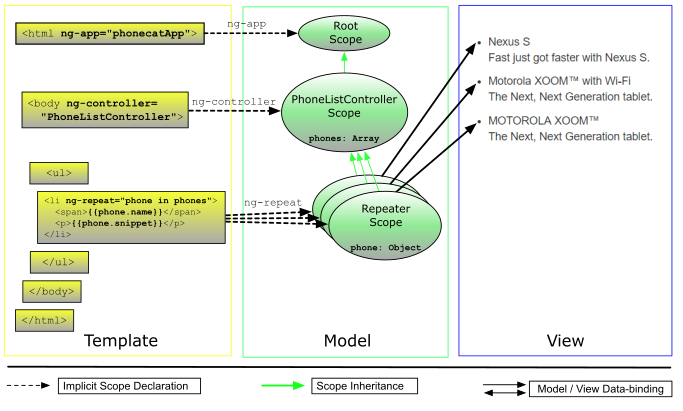 <html ng-app="phonecatApp">
ng-app
Root
Scope
<body ng-controller=
"PhoneListController">
ng-controller
PhoneListController
Scope
phones: Array
<ul>
<li ng-repeat="phone in phones">
<span>{{phone.name}}</span>
<p>{{phone.snippet}}</p>
</li>
ng-repeat
Repeater
Scope
phone: Object
</ul>
</body>
</html>
• Nexus S
Fast just got faster with Nexus S.
• Motorola XOOM™ with Wi-Fi
The Next, Next Generation tablet.
• MOTOROLA XOOM™
The Next, Next Generation tablet.
Template
Model
View
Implicit Scope Declaration
Scope Inheritance
Model / View Data-binding